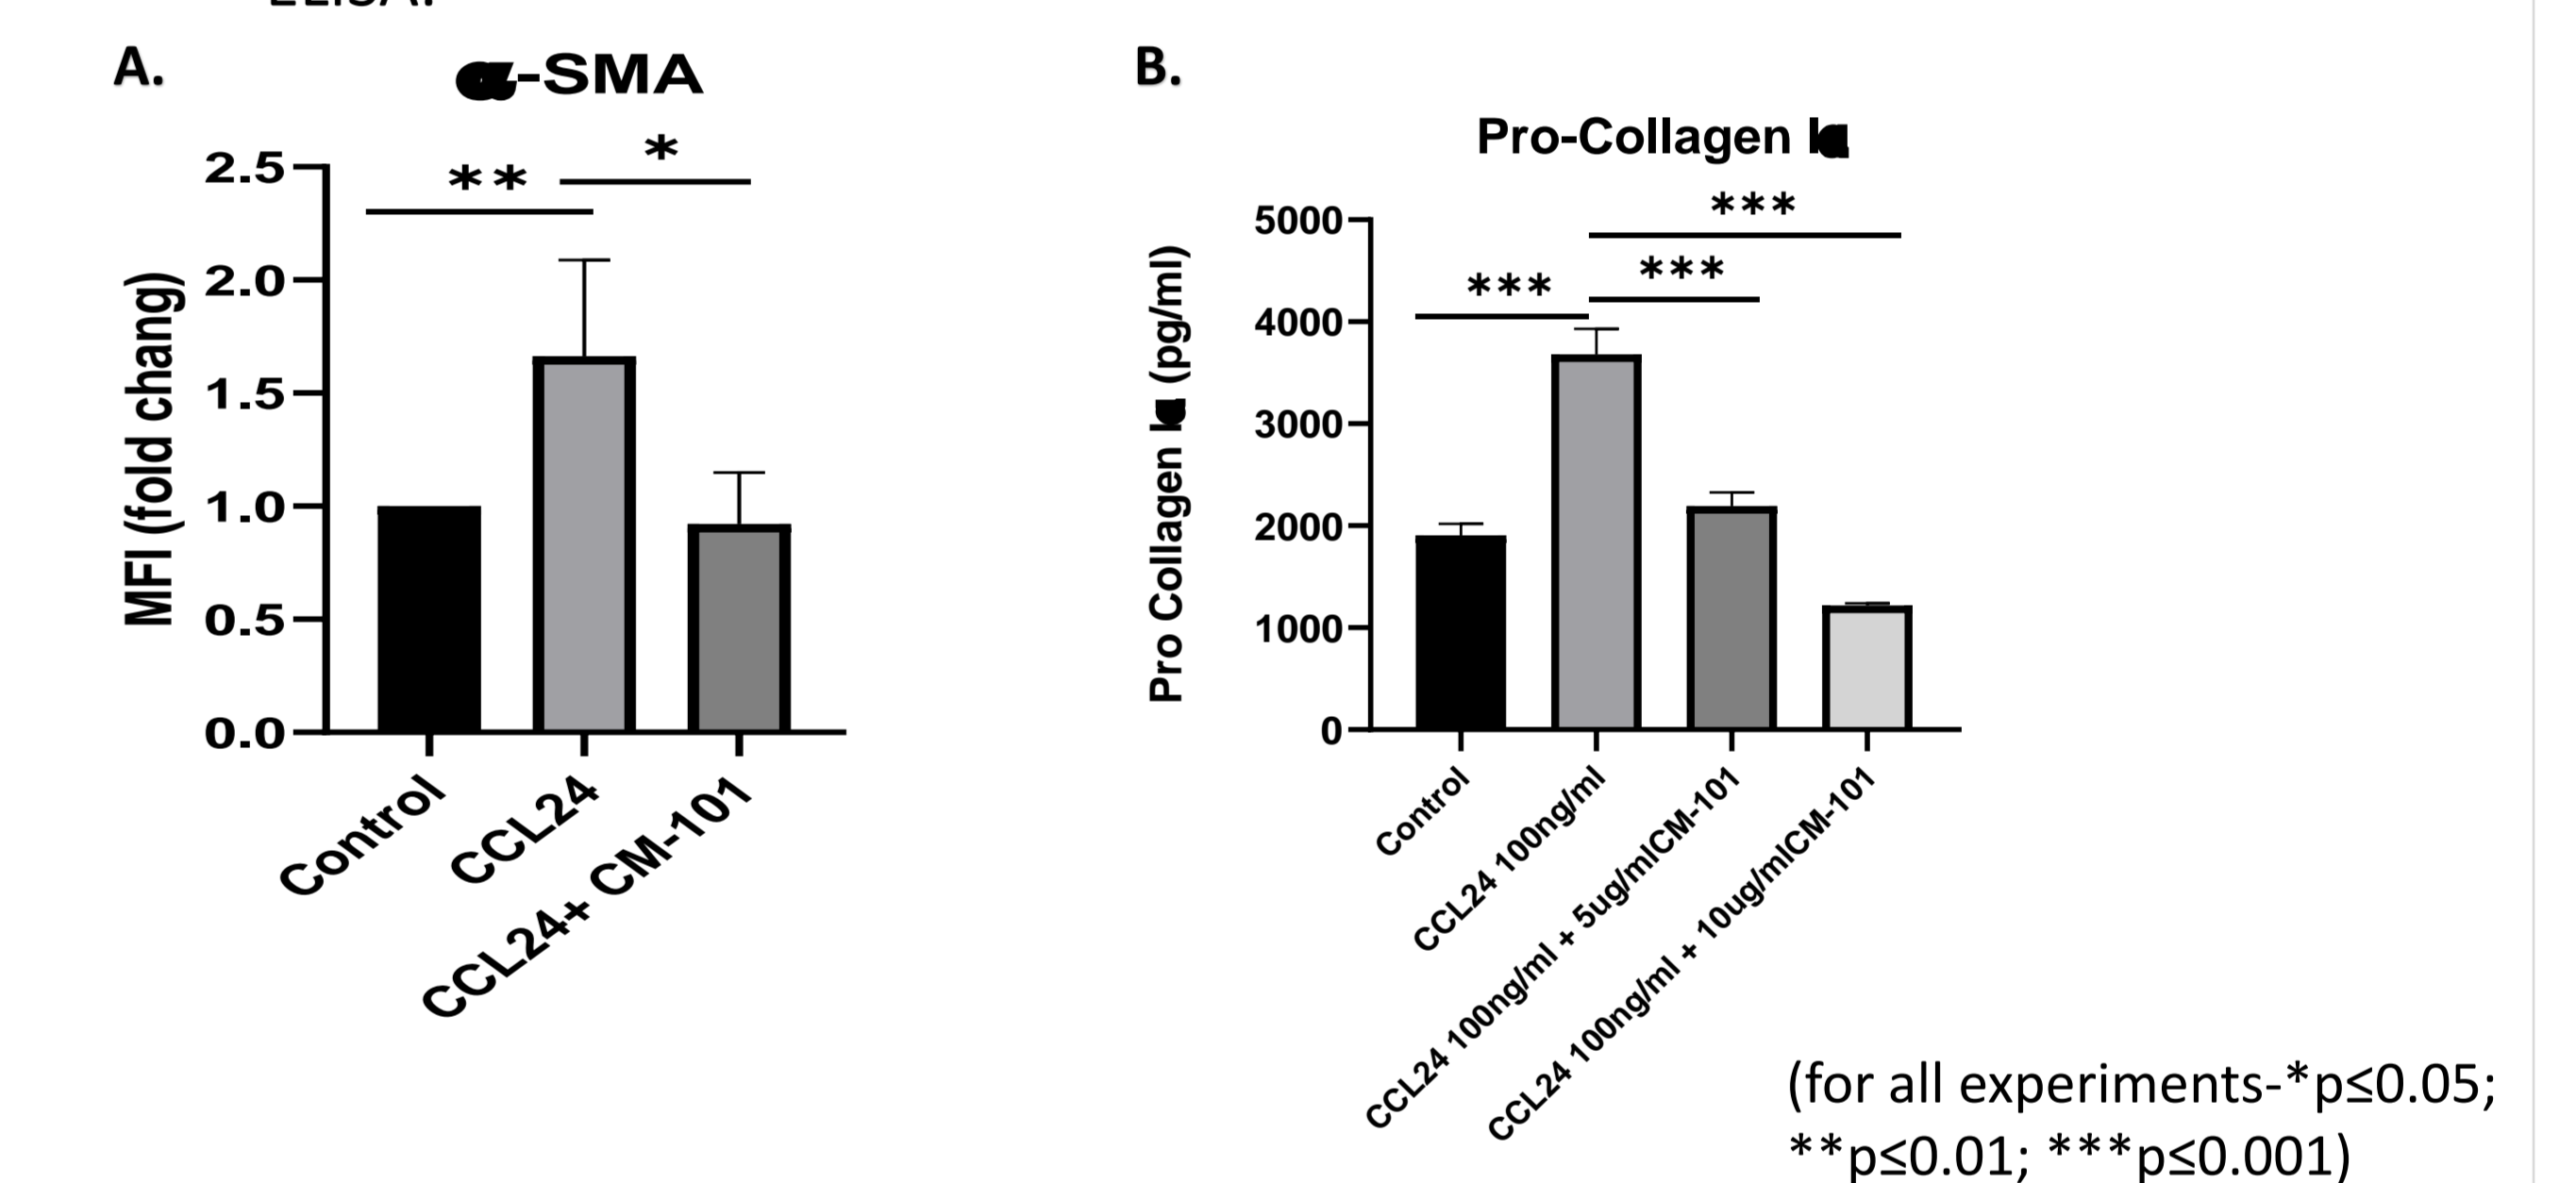 ELISA:
A.
α-SMA
**
*
MFI (fold chang)
2.5
2.0
1.5
1.0
0.5
0.0
Control
CCL24
CCL24+ CM-101
B.
Pro-Collagen Iα
***
***
***
Pro Collagen Iα (pg/ml)
5000
4000
3000
2000
1000
0
Control
CCL24 100ng/ml
CCL24 100ng/ml + 5ug/mlCM-101
CCL24 100ng/ml + 10ug/mlCM-101
(for all experiments-*p≤0.05;
**p≤0.01; ***p≤0.001)